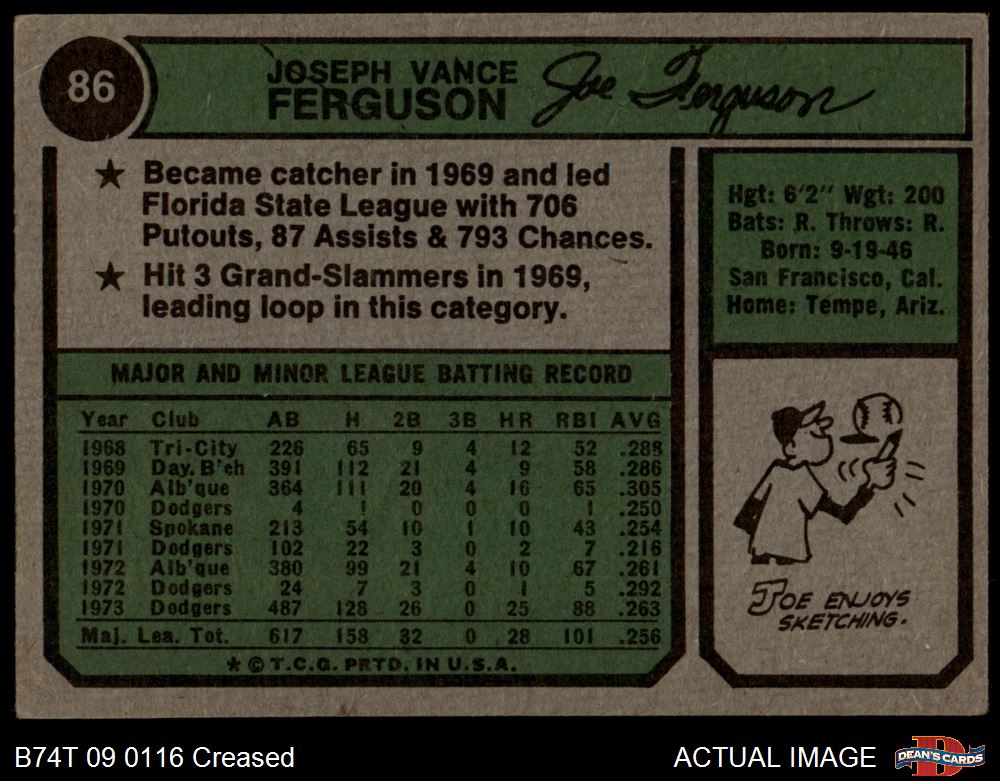 86
JOSEPH VANCE
FERGUSON
Joe Ferguson
★ Became catcher in 1969 and led
Florida State League with 706
Putouts, 87 Assists & 793 Chances.
★ Hit 3 Grand-Slammers in 1969,
leading loop in this category.
Hgt: 6'2" Wgt: 200
Bats: R. Throws: R.
Born: 9-19-46
San Francisco, Cal.
Home: Tempe, Ariz.
MAJOR AND MINOR LEAGUE BATTING RECORD
Year Club AB H 2B 3B HR RBI AVG
1968 Tri-City 226 65 9 4 12 52 .288
1969 Day. B'ch 391 112 21 4 9 58 .286
1970 Alb'que 364 111 20 4 16 65 .305
1970 Dodgers 4 1 0 0 0 1 .250
1971 Spokane 213 54 10 1 10 43 .254
1971 Dodgers 102 22 3 0 2 7 .216
1972 Alb'que 380 99 21 4 10 67 .261
1972 Dodgers 24 7 3 0 1 5 .292
1973 Dodgers 487 128 26 0 25 88 .263
Maj. Lea. Tot. 617 158 32 0 28 101 .256
* © T.C.G. PRTD. IN U.S.A.
JOE ENJOYS
SKETCHING.
B74T 09 0116 Creased
ACTUAL IMAGE
D
DEAN'S CARDS